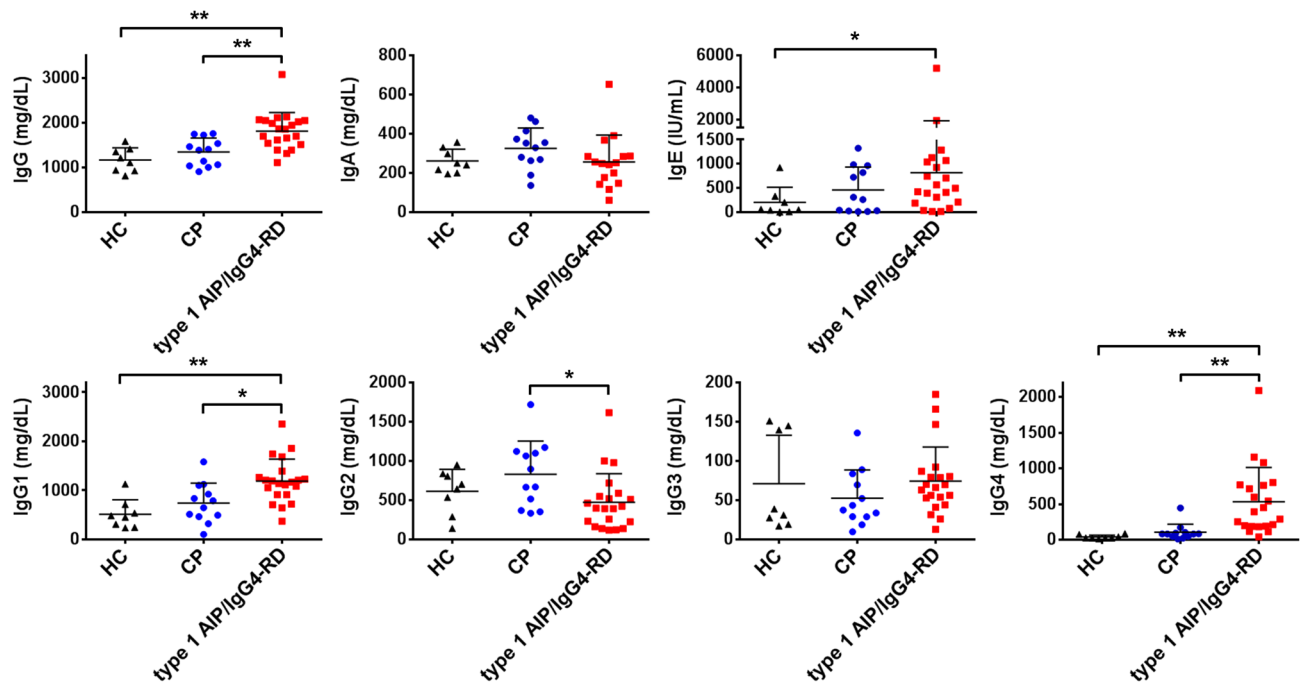 **
**
IgG (mg/dL)
3000
2000
1000
0
HC
CP
type 1 AIP/IgG4-RD
IgA (mg/dL)
800
600
400
200
0
HC
CP
type 1 AIP/IgG4-RD
*
IgE (IU/mL)
6000
4000
2000
1500
1000
500
0
HC
CP
type 1 AIP/IgG4-RD
**
*
IgG1 (mg/dL)
3000
2000
1000
0
HC
CP
type 1 AIP/IgG4-RD
*
IgG2 (mg/dL)
2000
1500
1000
500
0
HC
CP
type 1 AIP/IgG4-RD
IgG3 (mg/dL)
200
150
100
50
0
HC
CP
type 1 AIP/IgG4-RD
**
**
IgG4 (mg/dL)
2000
1500
1000
500
0
HC
CP
type 1 AIP/IgG4-RD